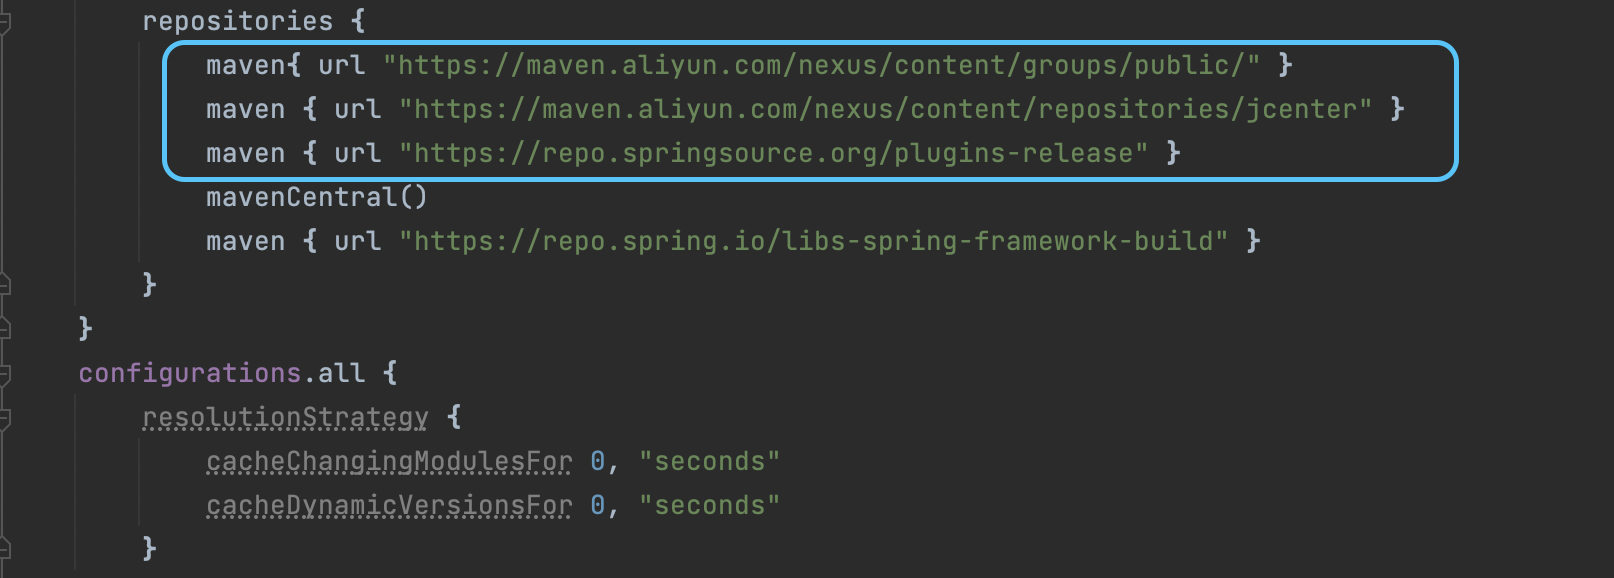 repositories {
maven{ url "https://maven.aliyun.com/nexus/content/groups/public/" }
maven { url "https://maven.aliyun.com/nexus/content/repositories/jcenter" }
maven { url "https://repo.springsource.org/plugins-release" }
mavenCentral()
maven { url "https://repo.spring.io/libs-spring-framework-build" }
}
}
configurations.all {
resolutionStrategy {
cacheChangingModulesFor 0, "seconds"
cacheDynamicVersionsFor 0, "seconds"
}